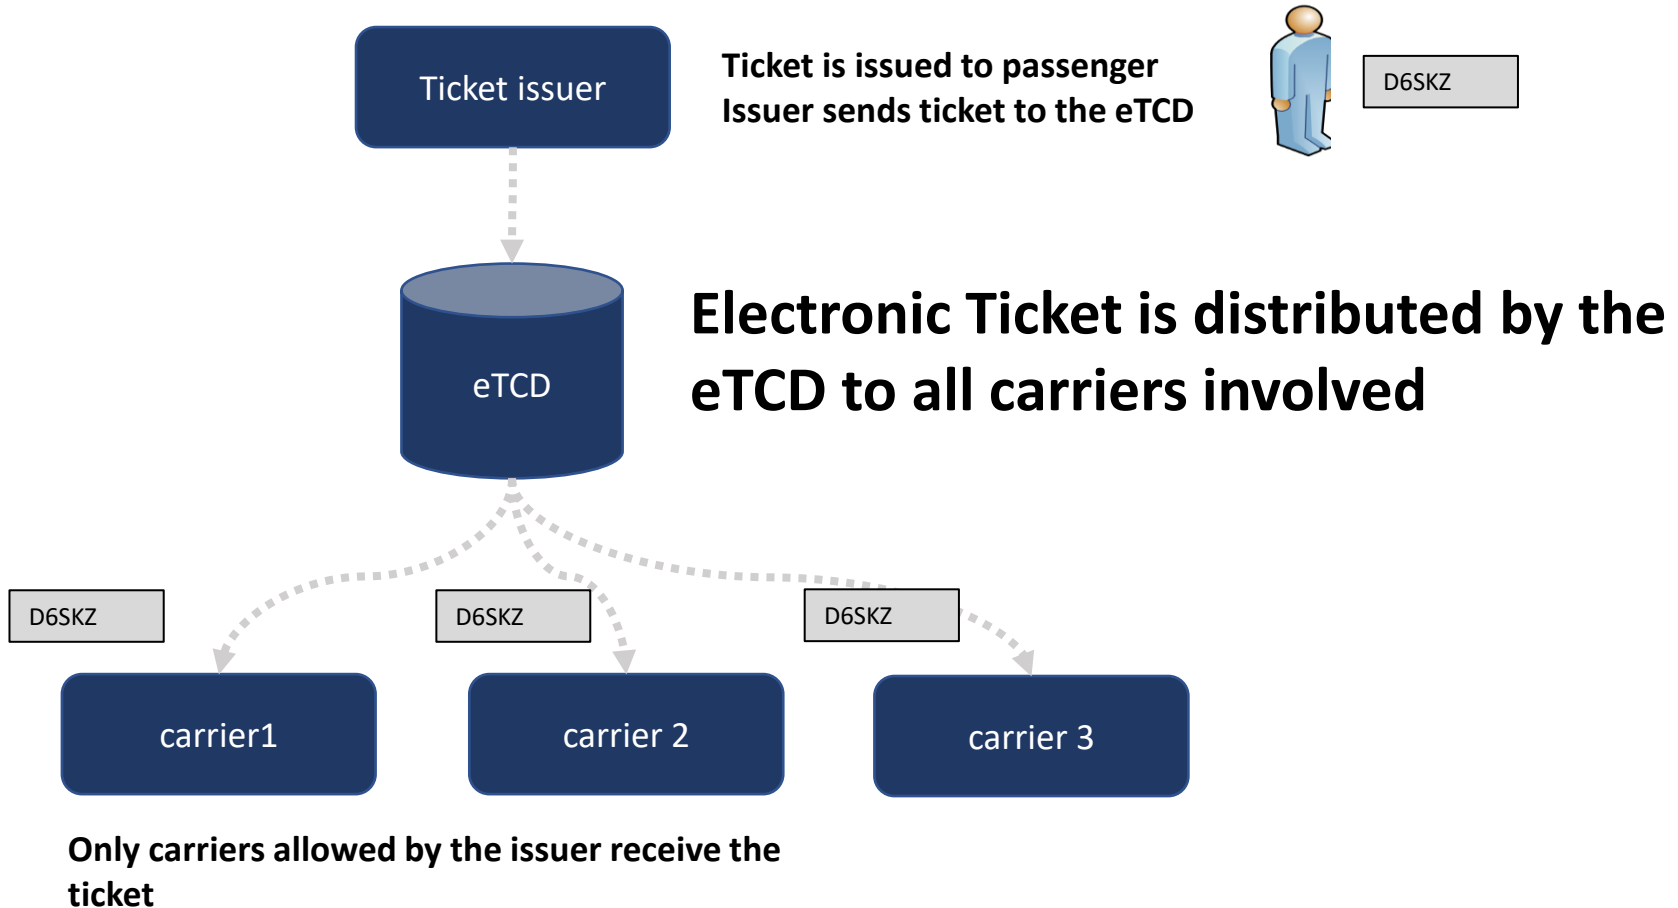 Ticket issuer
Ticket is issued to passenger
Issuer sends ticket to the eTCD
D6SKZ
eTCD
Electronic Ticket is distributed by the
eTCD to all carriers involved
D6SKZ
D6SKZ
D6SKZ
carrier1
carrier 2
carrier 3
Only carriers allowed by the issuer receive the
ticket